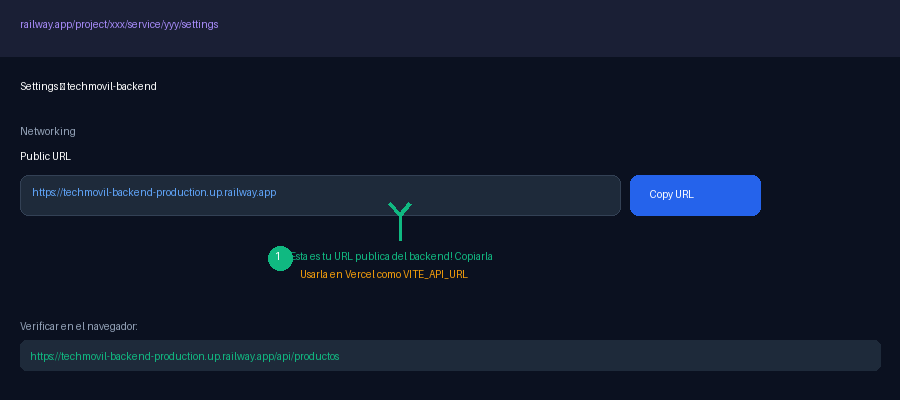 railway.app/project/xxx/service/yyy/settings
Settings ▯ techmovil-backend
Networking
Public URL
https://techmovil-backend-production.up.railway.app
Copy URL
1
Esta es tu URL publica del backend! Copiarla
Usarla en Vercel como VITE_API_URL
Verificar en el navegador:
https://techmovil-backend-production.up.railway.app/api/productos